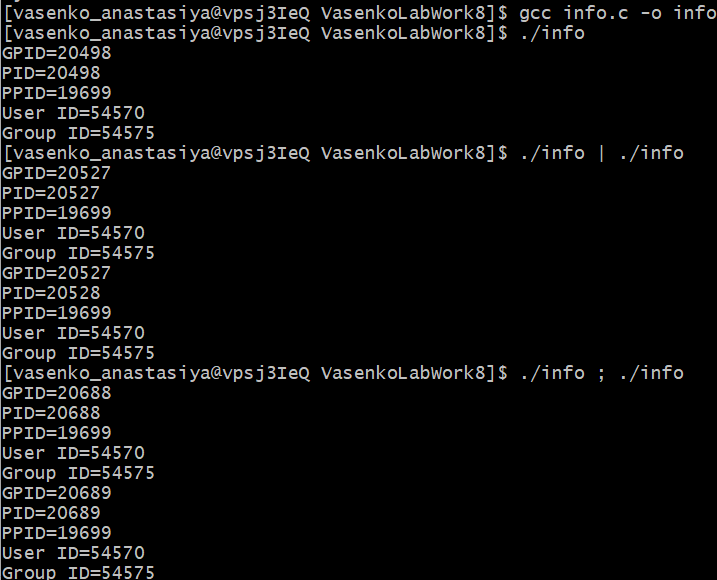 [vasenko_anastasiya@vpsj3IeQ VasenkoLabWork8]$ gcc info.c -o info
[vasenko_anastasiya@vpsj3IeQ VasenkoLabWork8]$ ./info
GPID=20498
PID=20498
PPID=19699
User ID=54570
Group ID=54575
[vasenko_anastasiya@vpsj3IeQ VasenkoLabWork8]$ ./info | ./info
GPID=20527
PID=20527
PPID=19699
User ID=54570
Group ID=54575
GPID=20527
PID=20528
PPID=19699
User ID=54570
Group ID=54575
[vasenko_anastasiya@vpsj3IeQ VasenkoLabWork8]$ ./info ; ./info
GPID=20688
PID=20688
PPID=19699
User ID=54570
Group ID=54575
GPID=20689
PID=20689
PPID=19699
User ID=54570
Group ID=54575